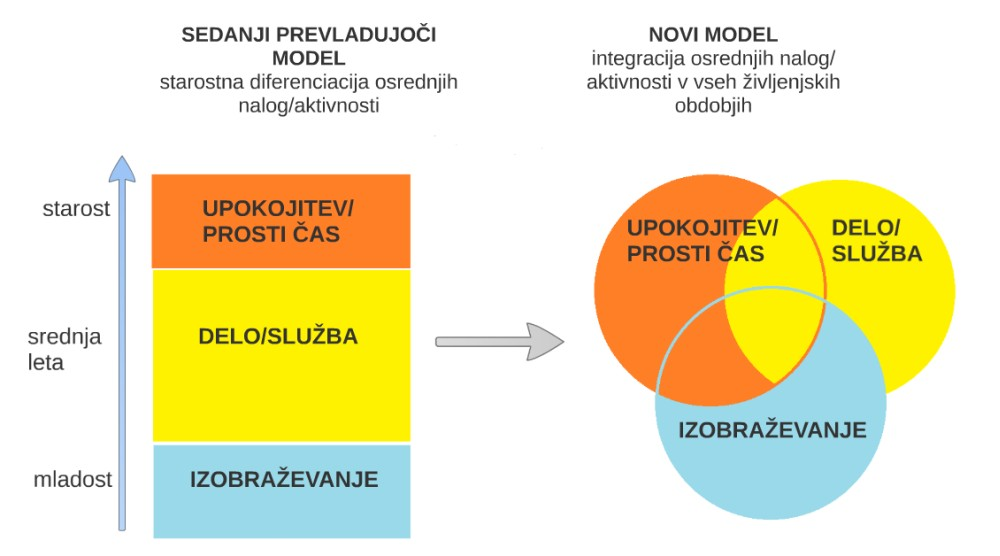 SEDANJI PREVLADUJOČI
MODEL
starostna diferenciacija osrednjih
nalog/aktivnosti
starost
srednja
leta
mladost
UPOKOJITEV/
PROSTI ČAS
DELO/SLUŽBA
IZOBRAŽEVANJE
NOVI MODEL
integracija osrednjih nalog/
aktivnosti v vseh življenjskih
obdobjih
UPOKOJITEV/
PROSTI ČAS
DELO/
SLUŽBA
IZOBRAŽEVANJE